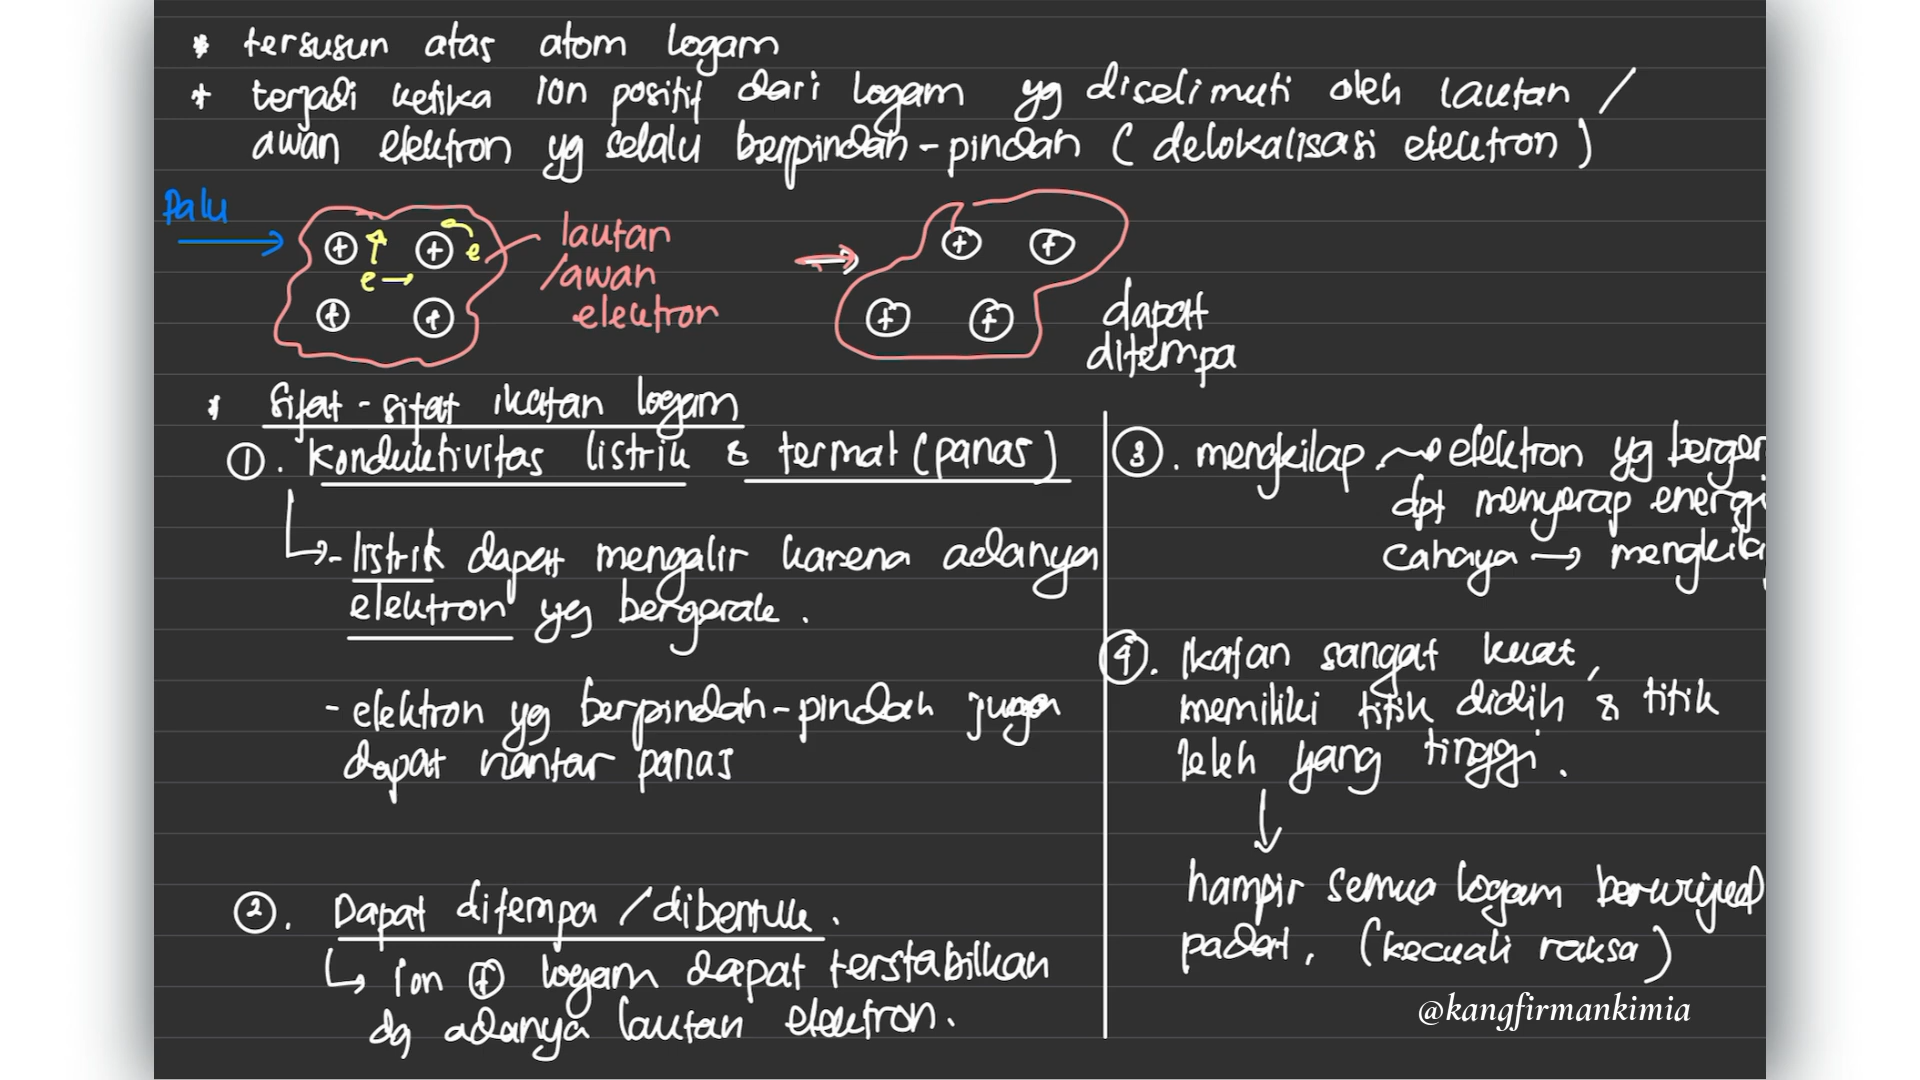 * tersusun atas atom logam
* terjadi ketika ion positif dari logam yg diselimuti oleh lautan /
awan elektron yg selalu berpindah-pindah (delokalisasi elektron)
Palu
+ + e
e
+ +
lautan
/awan
elektron
+ +
+ +
dapat
ditempa
* Sifat-sifat ikatan logam
①. Konduktivitas listrik & termal (panas)
- listrik dapat mengalir karena adanya
elektron yg bergerak.
- elektron yg berpindah-pindah juga
dapat hantar panas
②. Dapat ditempa / dibentuk.
ion ⊕ logam dapat terstabilkan
dg adanya lautan elektron.
③. mengkilap elektron yg berger
dpt menyerap energi
cahaya → mengkila
④. Ikatan sangat kuat,
memiliki titik didih & titik
leleh yang tinggi.
hampir semua logam berwujud
padat. (kecuali raksa)
@kangfirmankimia